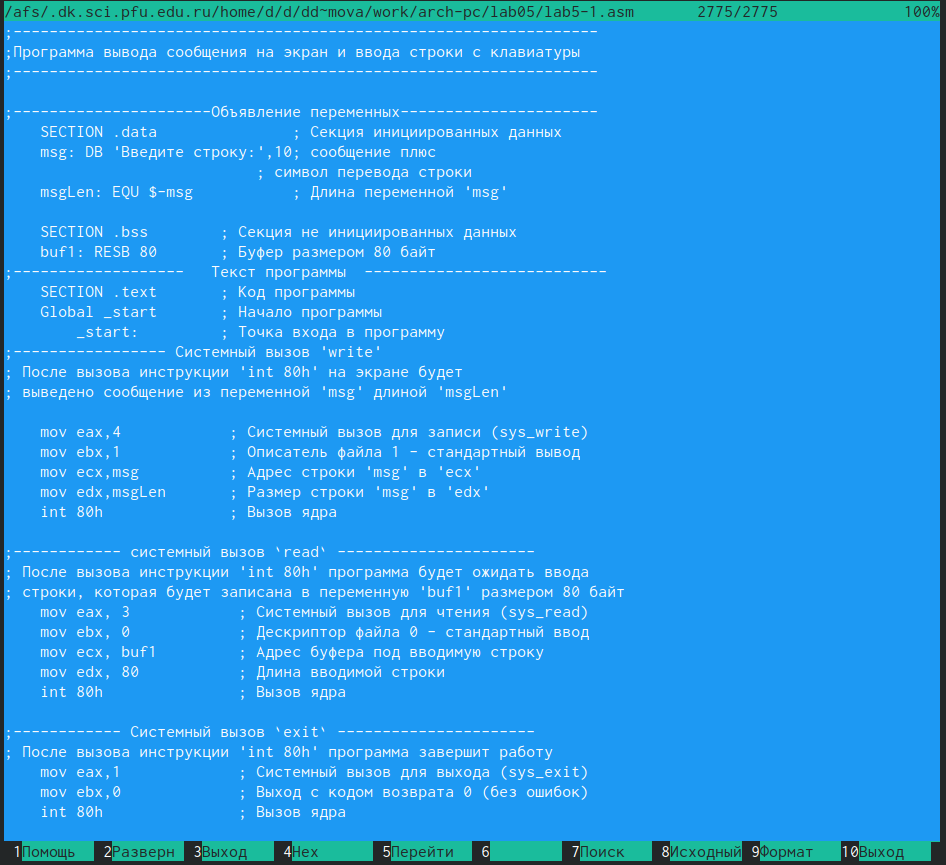 /afs/.dk.sci.pfu.edu.ru/home/d/d/dd~mova/work/arch-pc/lab05/lab5-1.asm 2775/2775 100%
;-----------------------------------------------------------------
;Программа вывода сообщения на экран и ввода строки с клавиатуры
;-----------------------------------------------------------------
;----------------------Объявление переменных----------------------
SECTION .data ; Секция инициированных данных
msg: DB 'Введите строку:',10; сообщение плюс
; символ перевода строки
msgLen: EQU $-msg ; Длина переменной 'msg'
SECTION .bss ; Секция не инициированных данных
buf1: RESB 80 ; Буфер размером 80 байт
;------------------- Текст программы ---------------------------
SECTION .text ; Код программы
Global _start ; Начало программы
_start: ; Точка входа в программу
;----------------- Системный вызов 'write'
; После вызова инструкции 'int 80h' на экране будет
; выведено сообщение из переменной 'msg' длиной 'msgLen'
mov eax,4 ; Системный вызов для записи (sys_write)
mov ebx,1 ; Описатель файла 1 - стандартный вывод
mov ecx,msg ; Адрес строки 'msg' в 'ecx'
mov edx,msgLen ; Размер строки 'msg' в 'edx'
int 80h ; Вызов ядра
;------------ системный вызов `read` ----------------------
; После вызова инструкции 'int 80h' программа будет ожидать ввода
; строки, которая будет записана в переменную 'buf1' размером 80 байт
mov eax, 3 ; Системный вызов для чтения (sys_read)
mov ebx, 0 ; Дескриптор файла 0 - стандартный ввод
mov ecx, buf1 ; Адрес буфера под вводимую строку
mov edx, 80 ; Длина вводимой строки
int 80h ; Вызов ядра
;------------ Системный вызов `exit` ----------------------
; После вызова инструкции 'int 80h' программа завершит работу
mov eax,1 ; Системный вызов для выхода (sys_exit)
mov ebx,0 ; Выход с кодом возврата 0 (без ошибок)
int 80h ; Вызов ядра
1Помощь 2Разверн 3Выход 4Hex 5Перейти 6 7Поиск 8Исходный 9Формат 10Выход